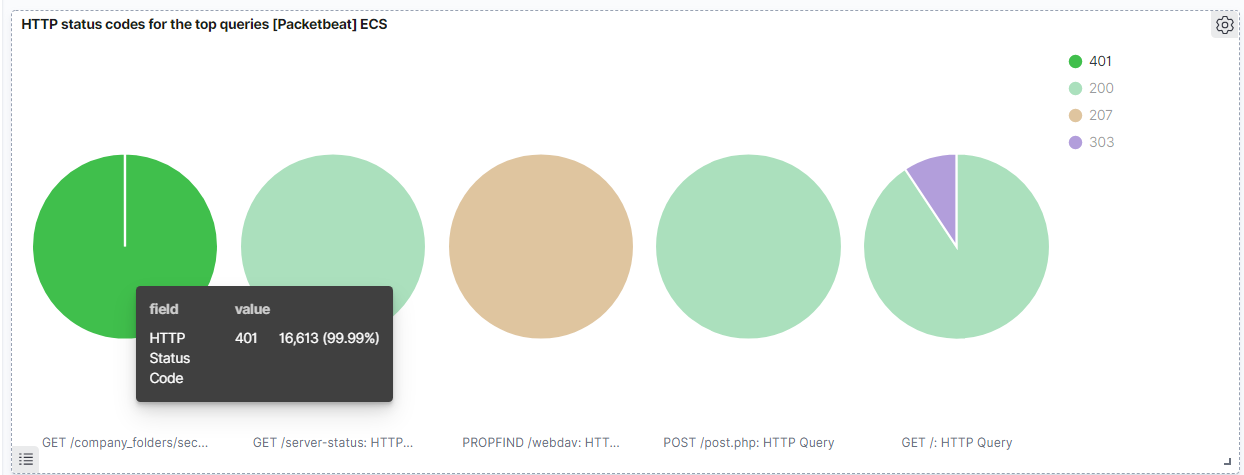 HTTP status codes for the top queries [Packetbeat] ECS
401
200
207
303
field value
HTTP Status Code 401 16,613 (99.99%)
GET /company_folders/sec...
GET /server-status: HTTP...
PROPFIND /webdav: HTT...
POST /post.php: HTTP Query
GET /: HTTP Query